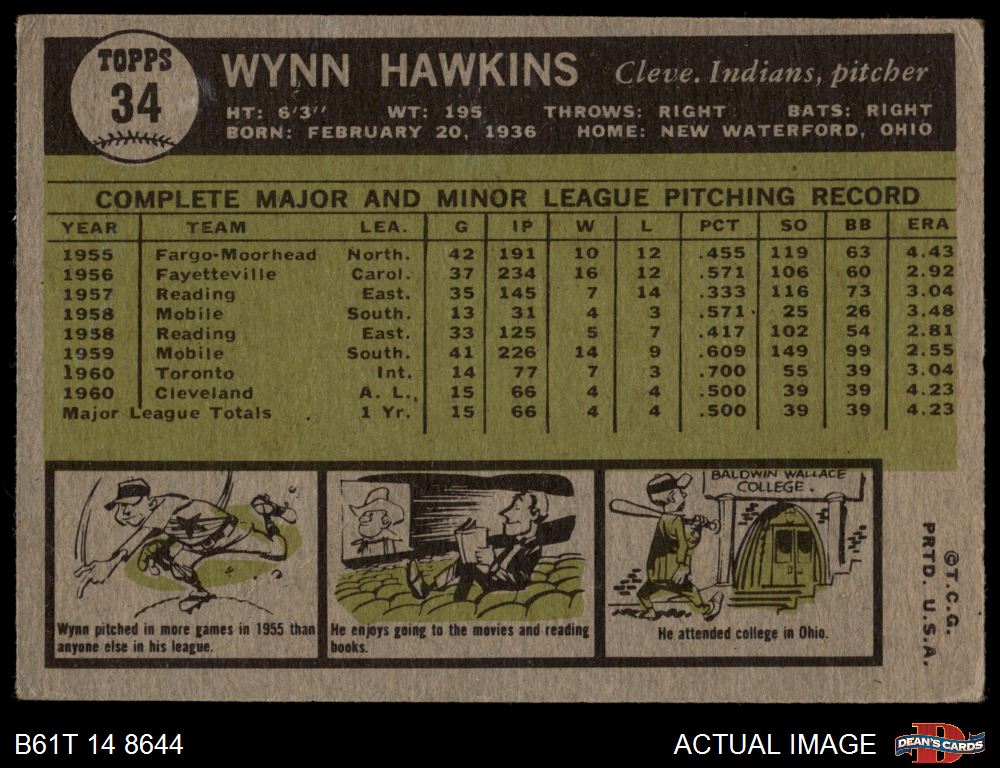 TOPPS
34
WYNN HAWKINS Cleve. Indians, pitcher
HT: 6'3" WT: 195 THROWS: RIGHT BATS: RIGHT
BORN: FEBRUARY 20, 1936 HOME: NEW WATERFORD, OHIO
COMPLETE MAJOR AND MINOR LEAGUE PITCHING RECORD
YEAR TEAM LEA. G IP W L PCT SO BB ERA
1955 Fargo-Moorhead North. 42 191 10 12 .455 119 63 4.43
1956 Fayetteville Carol. 37 234 16 12 .571 106 60 2.92
1957 Reading East. 35 145 7 14 .333 116 73 3.04
1958 Mobile South. 13 31 4 3 .571 25 26 3.48
1958 Reading East. 33 125 5 7 .417 102 54 2.81
1959 Mobile South. 41 226 14 9 .609 149 99 2.55
1960 Toronto Int. 14 77 7 3 .700 55 39 3.04
1960 Cleveland A. L. 15 66 4 4 .500 39 39 4.23
Major League Totals 1 Yr. 15 66 4 4 .500 39 39 4.23
BALDWIN WALLACE
COLLEGE.
Wynn pitched in more games in 1955 than
anyone else in his league.
He enjoys going to the movies and reading
books.
He attended college in Ohio.
©T.C.G.
PRTD. U.S.A.
B61T 14 8644
ACTUAL IMAGE
DEAN'S CARDS